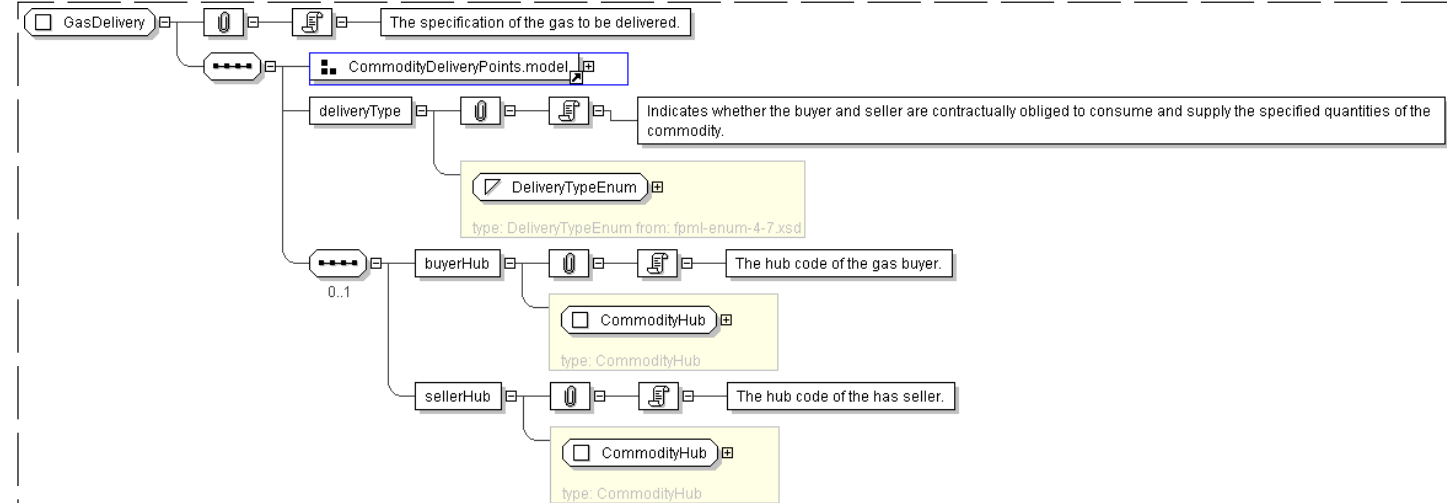 GasDelivery
The specification of the gas to be delivered.
CommodityDeliveryPoints.model
deliveryType
Indicates whether the buyer and seller are contractually obliged to consume and supply the specified quantities of the
commodity.
DeliveryTypeEnum
type: DeliveryTypeEnum from: fpml-enum-4-7.xsd
0..1
buyerHub
The hub code of the gas buyer.
CommodityHub
type: CommodityHub
sellerHub
The hub code of the has seller.
CommodityHub
type: CommodityHub